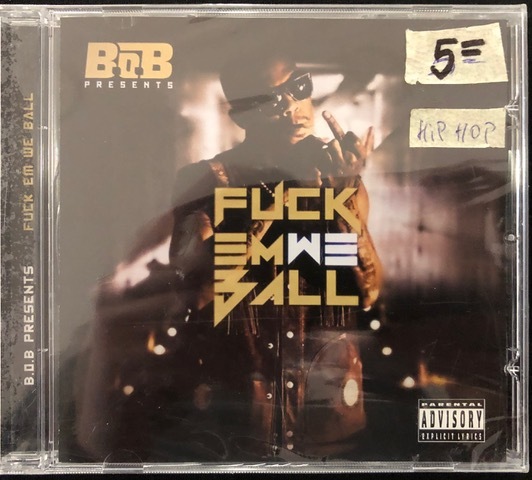 B.o.B
PRESENTS
5=
HiP HOP
FUCK
EM WE
BALL
PARENTAL
ADVISORY
EXPLICIT LYRICS
B.O.B PRESENTS FUCK EM WE BALL